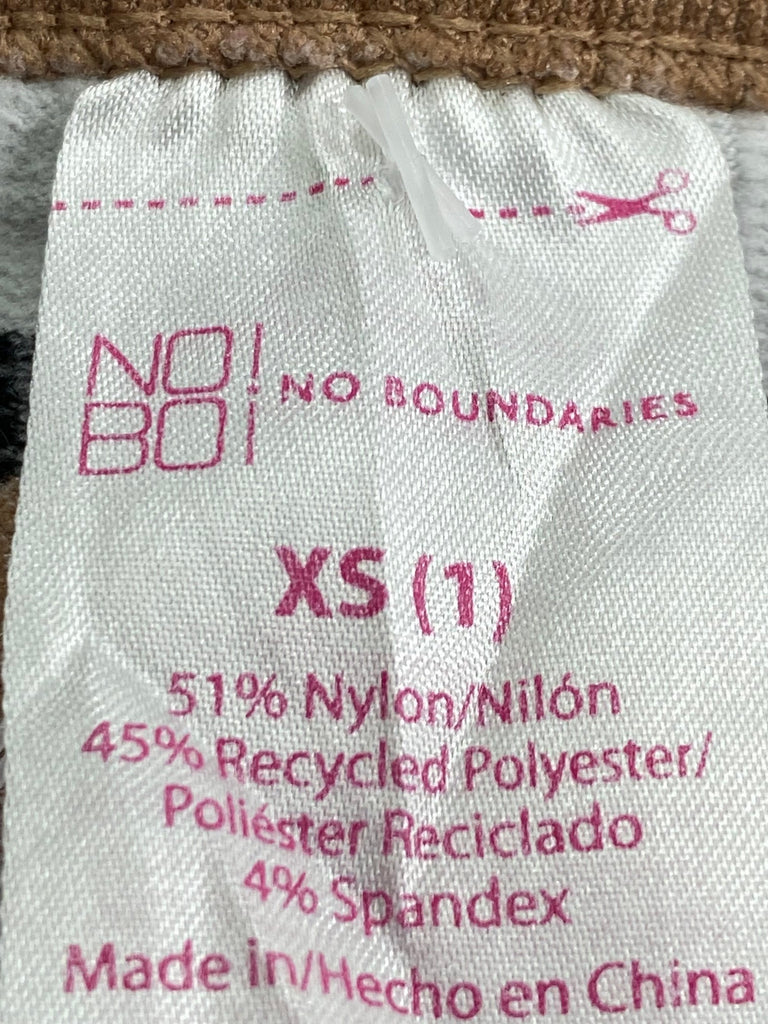 NO!
BO!
NO BOUNDARIES
XS (1)
51% Nylon/Nilón
45% Recycled Polyester/
Poliéster Reciclado
4% Spandex
Made in/Hecho en China